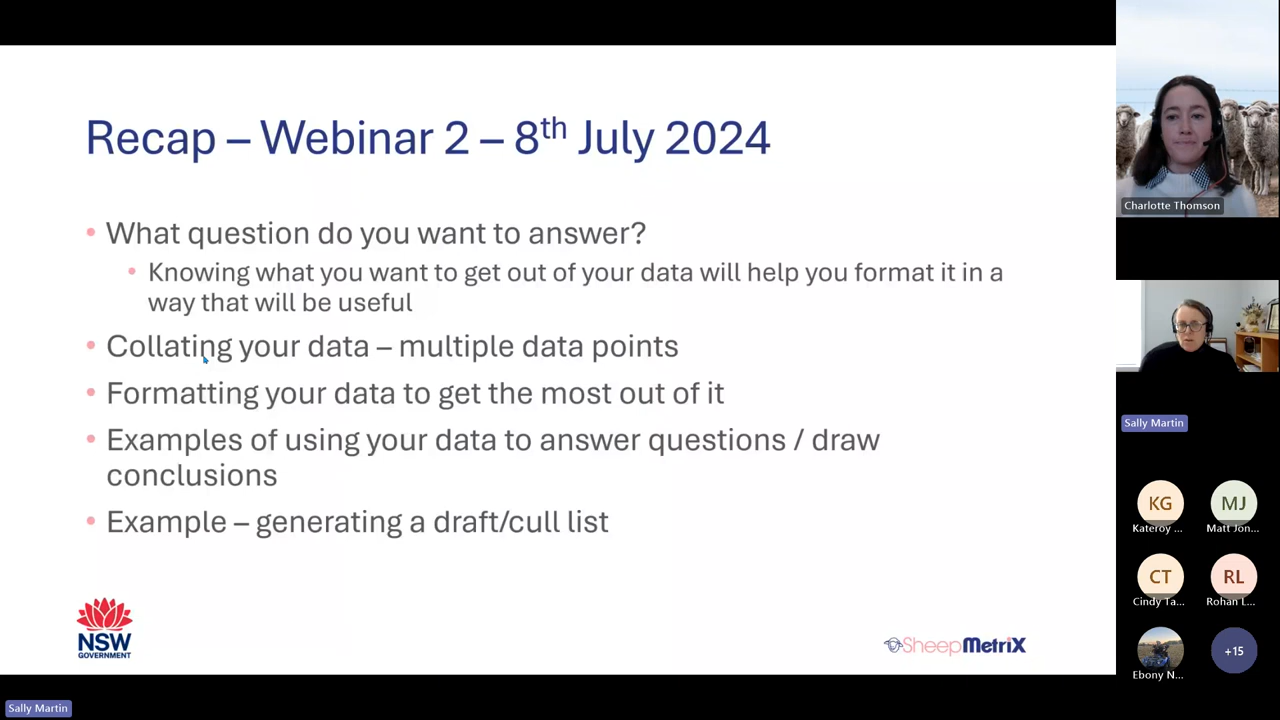 Recap – Webinar 2 – 8th July 2024
• What question do you want to answer?
• Knowing what you want to get out of your data will help you format it in a
way that will be useful
• Collating your data – multiple data points
• Formatting your data to get the most out of it
• Examples of using your data to answer questions / draw
conclusions
• Example – generating a draft/cull list
NSW
GOVERNMENT
SheepMetriX
Sally Martin
Charlotte Thomson
Sally Martin
KG
Kateroy ...
MJ
Matt Jon...
CT
Cindy Ta...
RL
Rohan L...
Ebony N...
+15